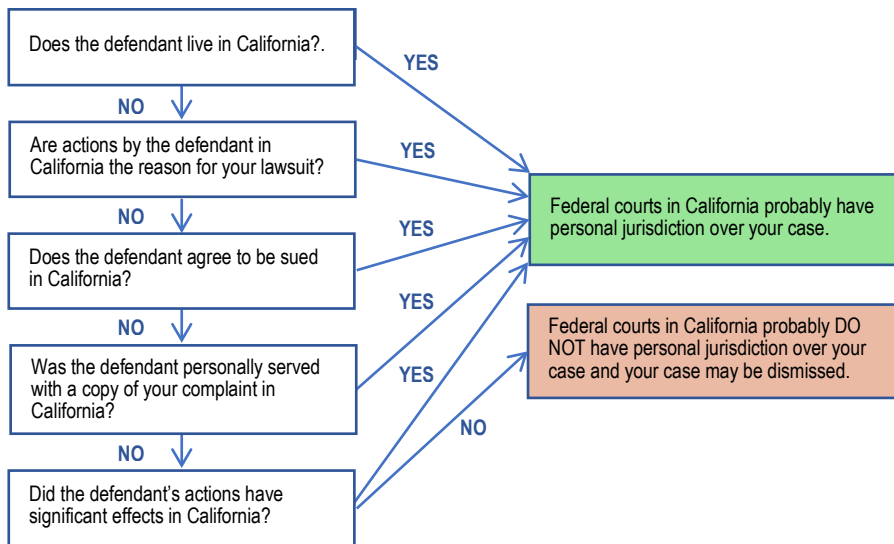 Does the defendant live in California?.
YES
NO
Are actions by the defendant in
California the reason for your lawsuit?
YES
NO
Does the defendant agree to be sued
in California?
YES
NO
Was the defendant personally served
with a copy of your complaint in
California?
YES
NO
Did the defendant’s actions have
significant effects in California?
YES
NO
Federal courts in California probably have
personal jurisdiction over your case.
Federal courts in California probably DO
NOT have personal jurisdiction over your
case and your case may be dismissed.